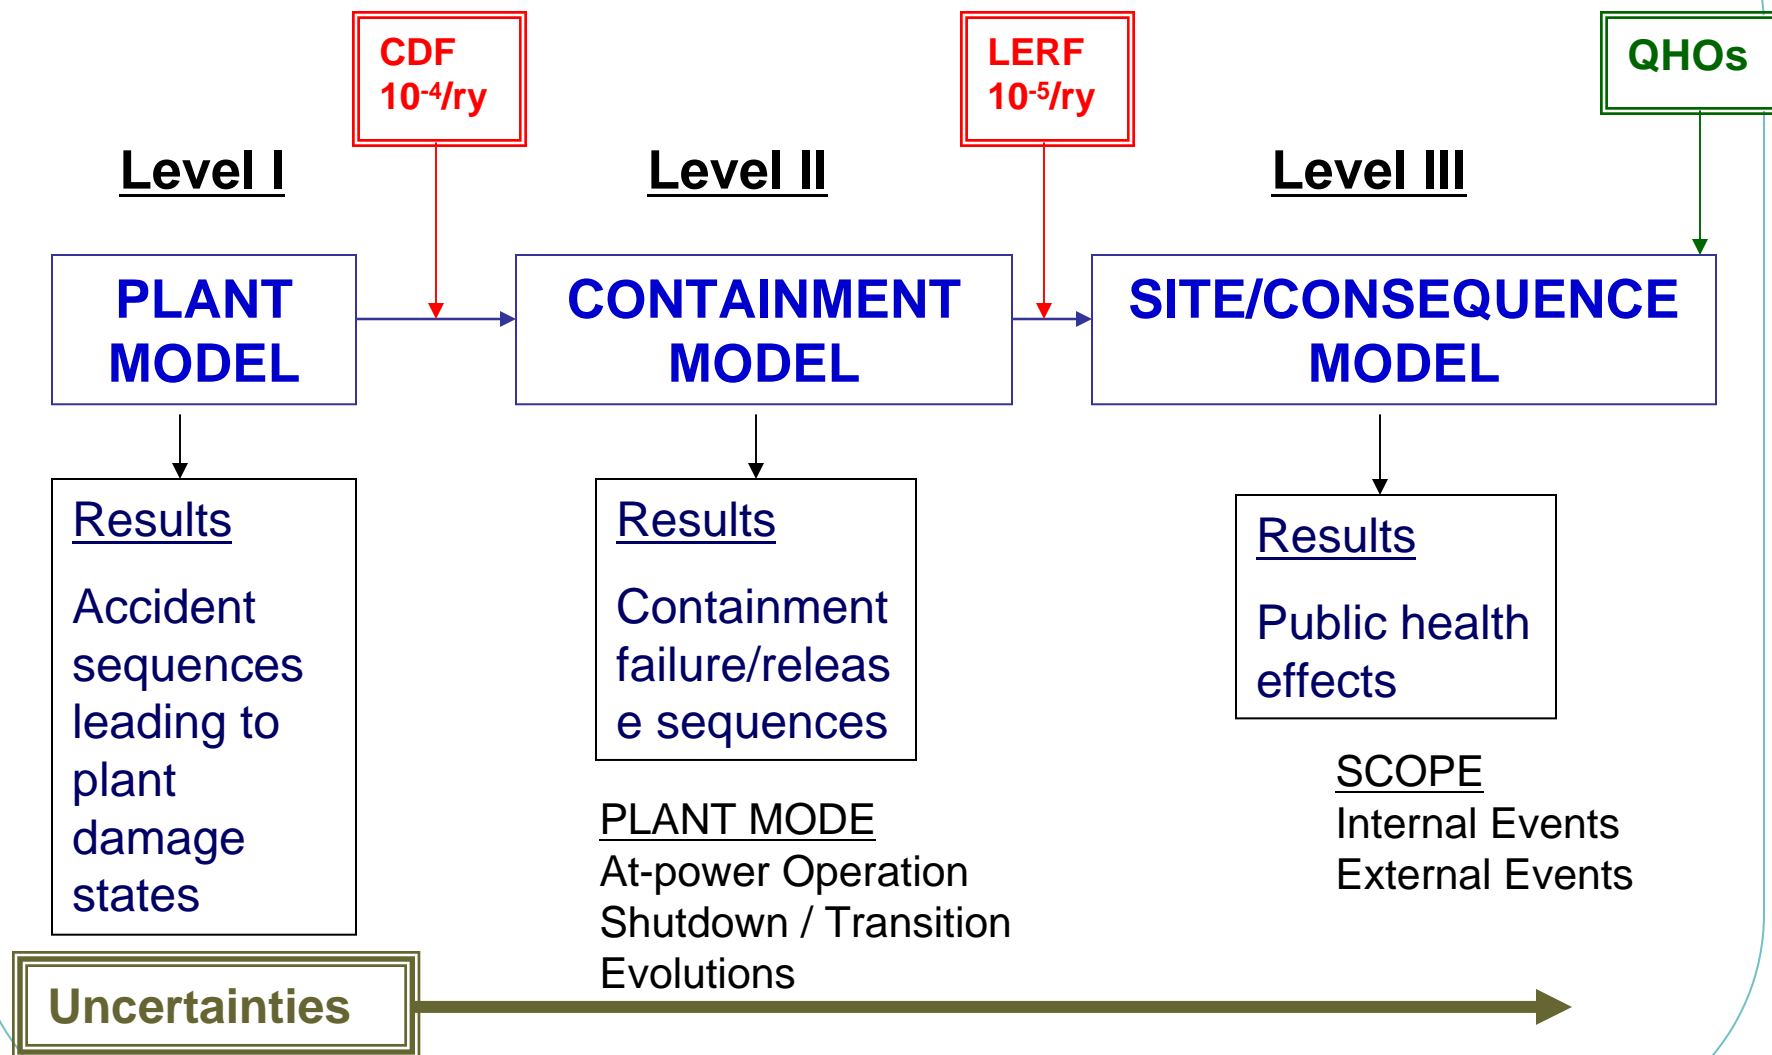 CDF
10⁻⁴/ry
LERF
10⁻⁵/ry
QHOs
Level I
Level II
Level III
PLANT
MODEL
CONTAINMENT
MODEL
SITE/CONSEQUENCE
MODEL
Results
Accident
sequences
leading to
plant
damage
states
Results
Containment
failure/releas
e sequences
Results
Public health
effects
PLANT MODE
At-power Operation
Shutdown / Transition
Evolutions
SCOPE
Internal Events
External Events
Uncertainties